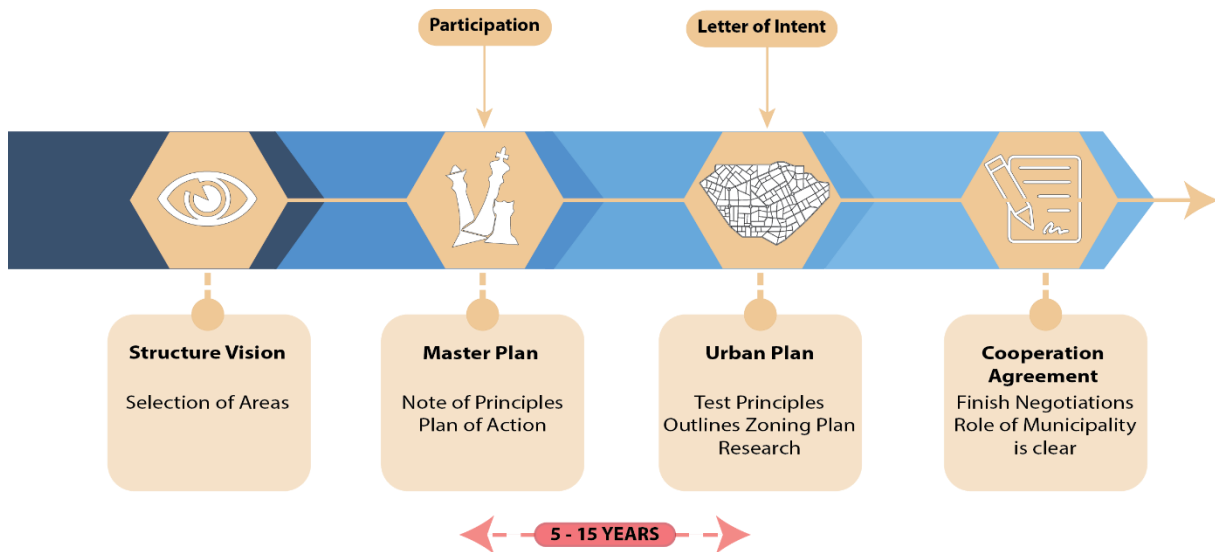 Participation
Letter of Intent
Structure Vision
Selection of Areas
Master Plan
Note of Principles
Plan of Action
Urban Plan
Test Principles
Outlines Zoning Plan
Research
Cooperation
Agreement
Finish Negotiations
Role of Municipality
is clear
5 - 15 YEARS